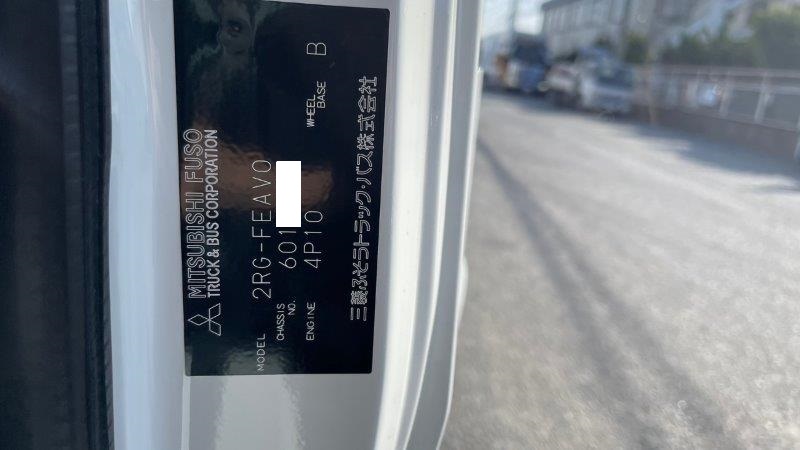 MITSUBISHI FUSO
TRUCK & BUS CORPORATION
MODEL 2RG-FEAV0
CHASSIS NO. 601
ENGINE 4P10 WHEEL BASE B
三菱ふそうトラック・バス株式会社